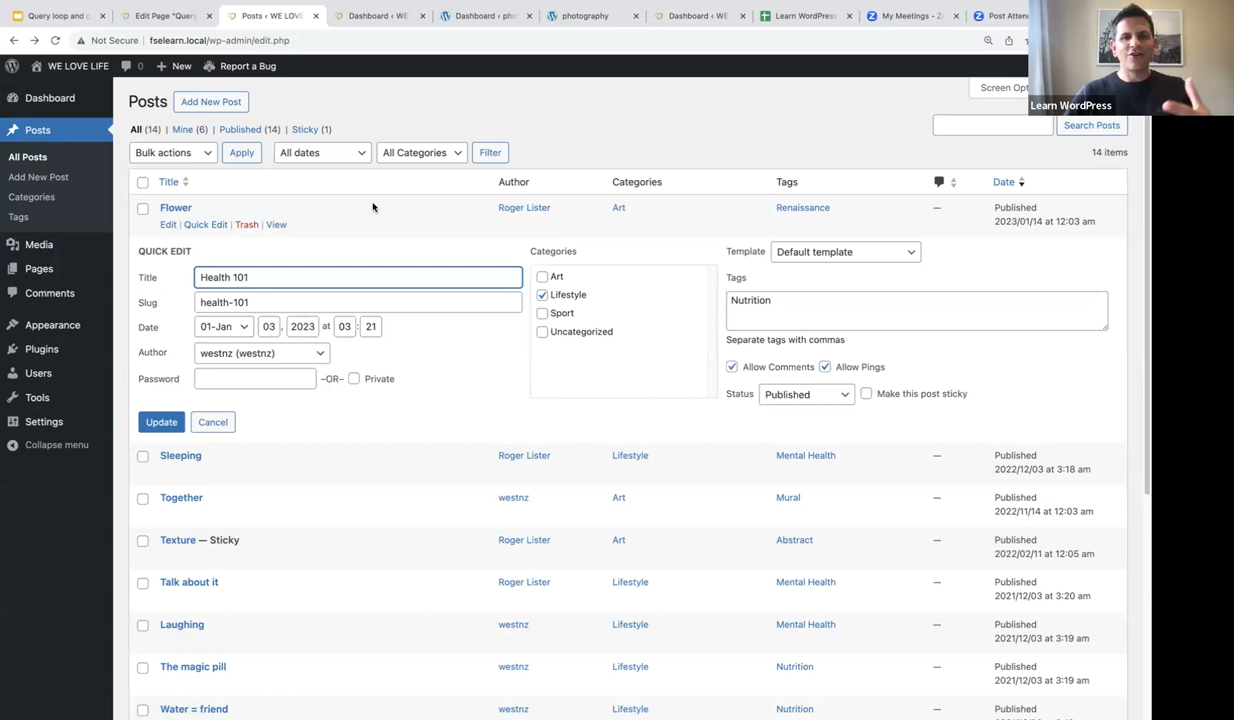 Query loop and c
Edit Page "Query
Posts ‹ WE LOVE
Dashboard ‹ WE
Dashboard ‹ pho
photography
Dashboard ‹ WE
Learn WordPress
My Meetings - Z
Post Attend
Not Secure
fselearn.local/wp-admin/edit.php
WE LOVE LIFE
0
New
Report a Bug
Learn WordPress
Dashboard
Posts
All Posts
Add New Post
Categories
Tags
Media
Pages
Comments
Appearance
Plugins
Users
Tools
Settings
Collapse menu
Posts
Add New Post
Screen Opt
All (14) | Mine (6) | Published (14) | Sticky (1)
Search Posts
Bulk actions
Apply
All dates
All Categories
Filter
14 items
Title
Author
Categories
Tags
Date
Flower
Roger Lister
Art
Renaissance
—
Published
2023/01/14 at 12:03 am
Edit | Quick Edit | Trash | View
QUICK EDIT
Title
Health 101
Slug
health-101
Date
01-Jan
03
,
2023
at
03
:
21
Author
westnz (westnz)
Password
–OR–
Private
Categories
Art
Lifestyle
Sport
Uncategorized
Template
Default template
Tags
Nutrition
Separate tags with commas
Allow Comments
Allow Pings
Status
Published
Make this post sticky
Update
Cancel
Sleeping
Roger Lister
Lifestyle
Mental Health
—
Published
2022/12/03 at 3:18 am
Together
westnz
Art
Mural
—
Published
2022/11/14 at 12:03 am
Texture — Sticky
Roger Lister
Art
Abstract
—
Published
2022/02/11 at 12:05 am
Talk about it
Roger Lister
Lifestyle
Mental Health
—
Published
2021/12/03 at 3:20 am
Laughing
westnz
Lifestyle
Mental Health
—
Published
2021/12/03 at 3:19 am
The magic pill
westnz
Lifestyle
Nutrition
—
Published
2021/12/03 at 3:19 am
Water = friend
westnz
Lifestyle
Nutrition
—
Published